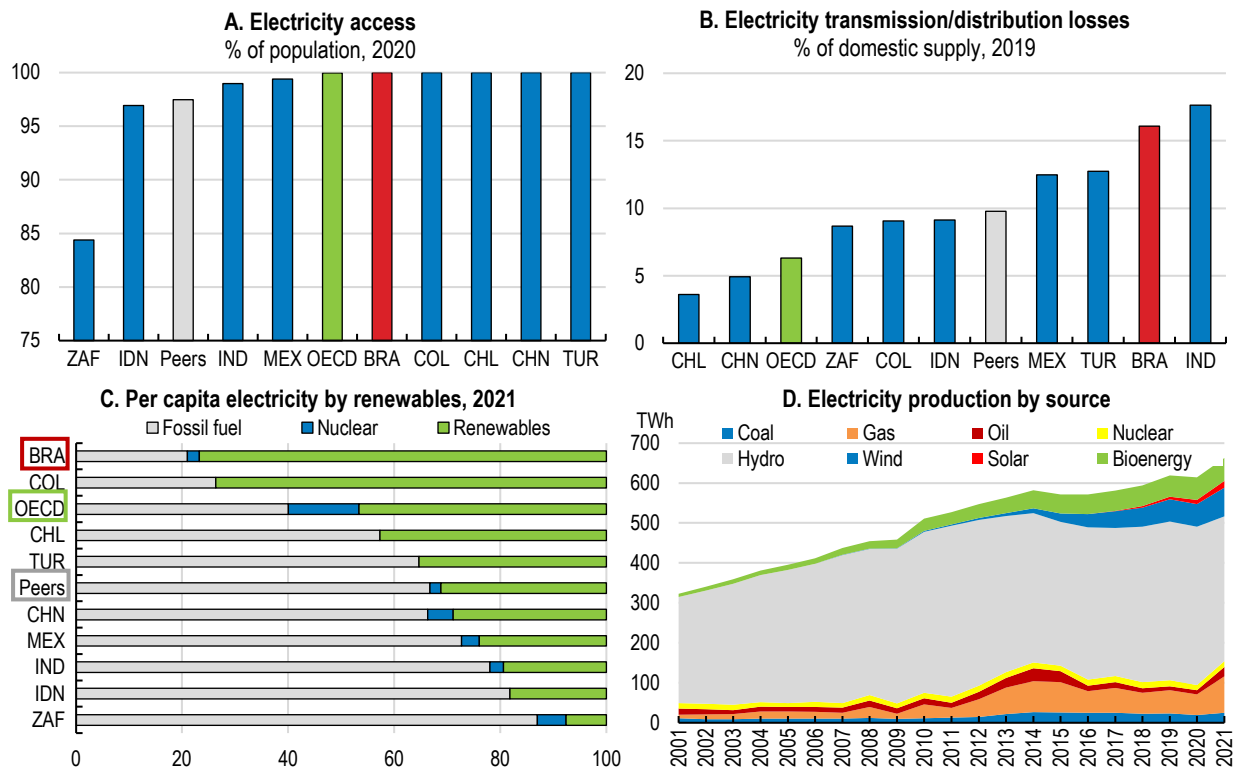 A. Electricity access
% of population, 2020
100
95
90
85
80
75
ZAF IDN Peers IND MEX OECD BRA COL CHL CHN TUR
B. Electricity transmission/distribution losses
% of domestic supply, 2019
20
15
10
5
0
CHL CHN OECD ZAF COL IDN Peers MEX TUR BRA IND
C. Per capita electricity by renewables, 2021
Fossil fuel Nuclear Renewables
BRA
COL
OECD
CHL
TUR
Peers
CHN
MEX
IND
IDN
ZAF
0 20 40 60 80 100
D. Electricity production by source
TWh
Coal Gas Oil Nuclear
Hydro Wind Solar Bioenergy
700
600
500
400
300
200
100
0
2001 2002 2003 2004 2005 2006 2007 2008 2009 2010 2011 2012 2013 2014 2015 2016 2017 2018 2019 2020 2021